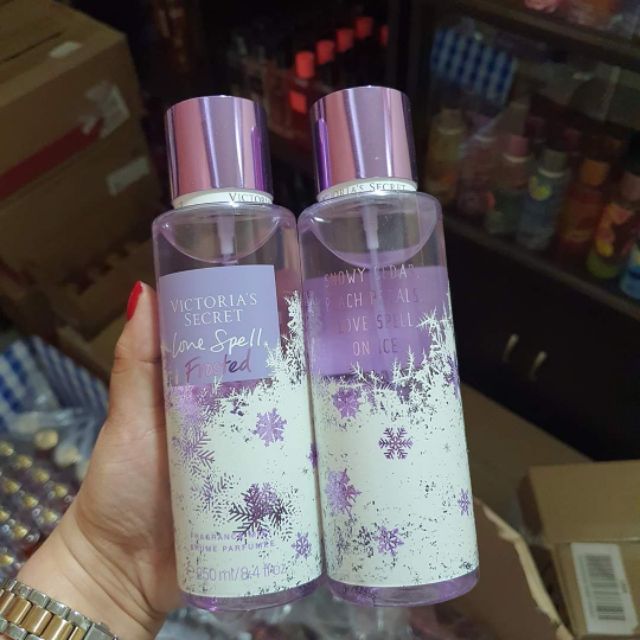 VICTORIA'S
SECRET
Love Spell
Frosted
FRAGRANCE MIST
BRUME PARFUMÉE
250 ml/8.4 fl oz
VICTORIA'S SECRET
SNOWY CEDAR,
PEACH PETALS,
LOVE SPELL
ON ICE